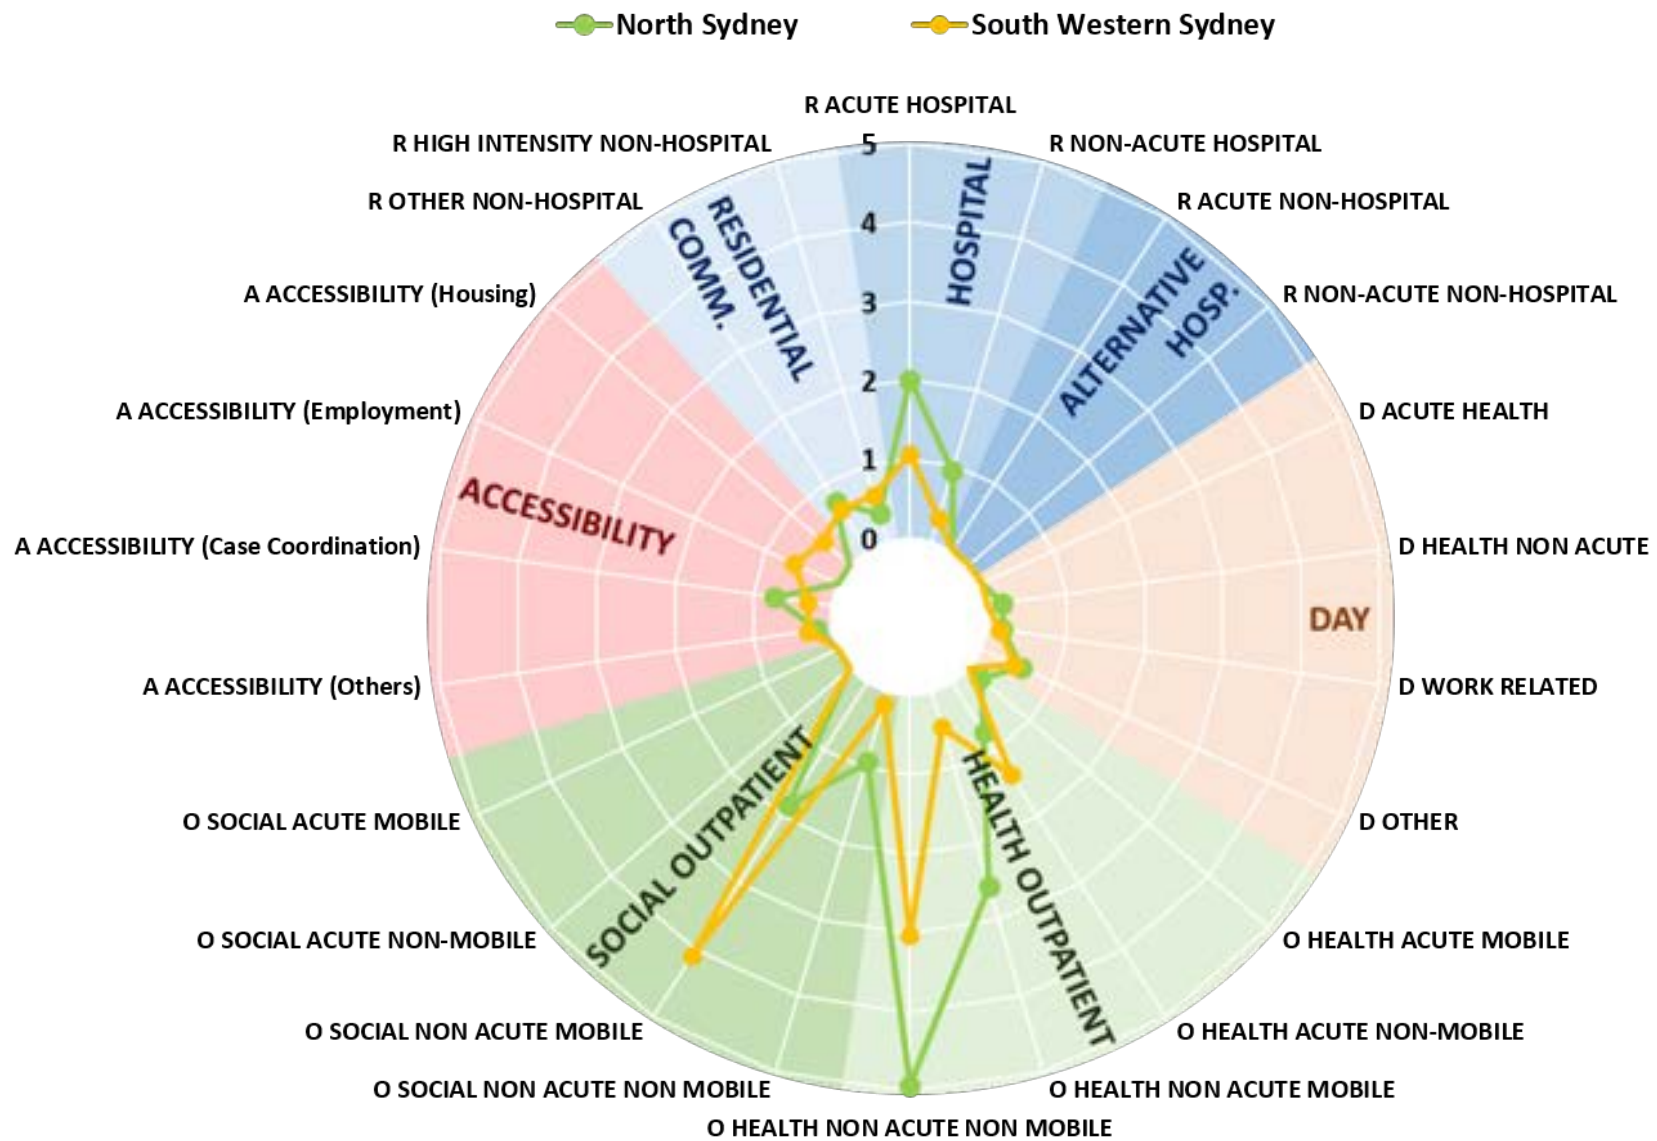 North Sydney
South Western Sydney
R ACUTE HOSPITAL
R HIGH INTENSITY NON-HOSPITAL
5
R NON-ACUTE HOSPITAL
R OTHER NON-HOSPITAL
R ACUTE NON-HOSPITAL
HOSPITAL
RESIDENTIAL
COMM.
4
ALTERNATIVE
HOSP.
A ACCESSIBILITY (Housing)
3
R NON-ACUTE NON-HOSPITAL
2
A ACCESSIBILITY (Employment)
D ACUTE HEALTH
1
ACCESSIBILITY
0
A ACCESSIBILITY (Case Coordination)
D HEALTH NON ACUTE
DAY
A ACCESSIBILITY (Others)
D WORK RELATED
O SOCIAL ACUTE MOBILE
D OTHER
SOCIAL OUTPATIENT
HEALTH OUTPATIENT
O SOCIAL ACUTE NON-MOBILE
O HEALTH ACUTE MOBILE
O SOCIAL NON ACUTE MOBILE
O HEALTH ACUTE NON-MOBILE
O SOCIAL NON ACUTE NON MOBILE
O HEALTH NON ACUTE MOBILE
O HEALTH NON ACUTE NON MOBILE